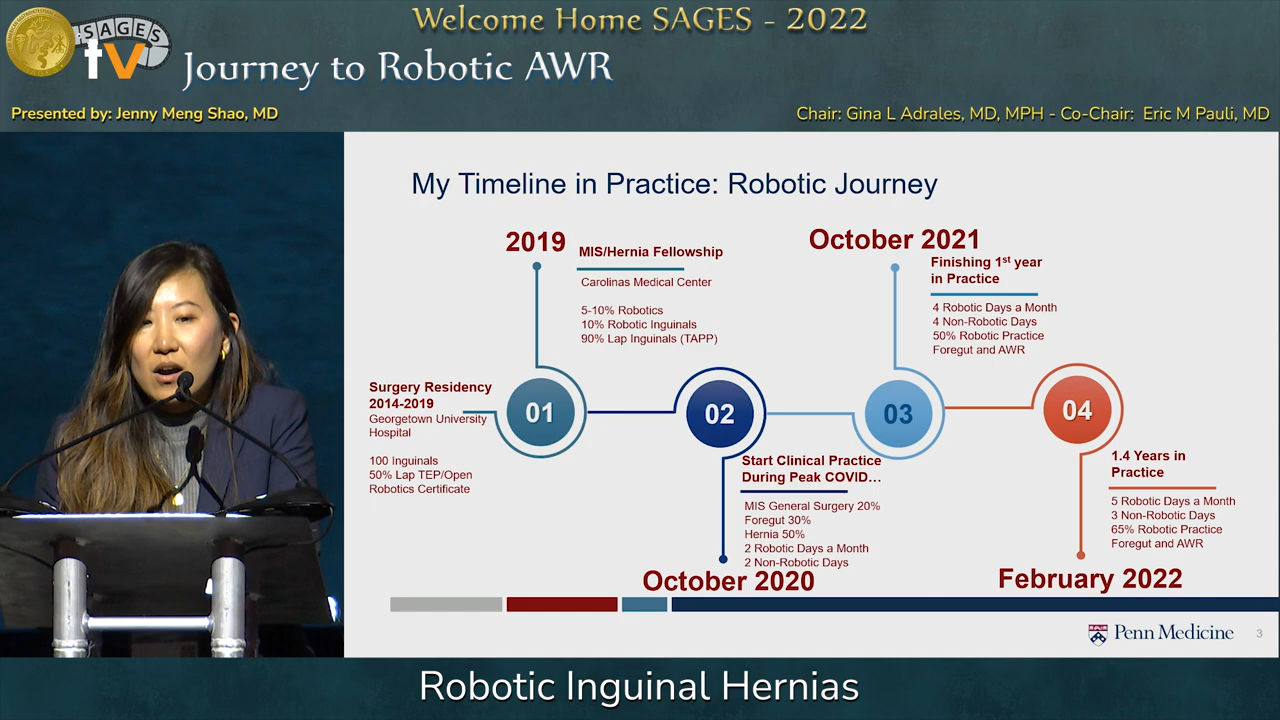 Welcome Home SAGES - 2022
SAGES
tv
Journey to Robotic AWR
Presented by: Jenny Meng Shao, MD
Chair: Gina L Adrales, MD, MPH - Co-Chair: Eric M Pauli, MD
My Timeline in Practice: Robotic Journey
Surgery Residency
2014-2019
Georgetown University
Hospital
100 Inguinals
50% Lap TEP/Open
Robotics Certificate
01
2019
MIS/Hernia Fellowship
Carolinas Medical Center
5-10% Robotics
10% Robotic Inguinals
90% Lap Inguinals (TAPP)
02
Start Clinical Practice
During Peak COVID…
MIS General Surgery 20%
Foregut 30%
Hernia 50%
2 Robotic Days a Month
2 Non-Robotic Days
October 2020
October 2021
Finishing 1st year
in Practice
4 Robotic Days a Month
4 Non-Robotic Days
50% Robotic Practice
Foregut and AWR
03
04
1.4 Years in
Practice
5 Robotic Days a Month
3 Non-Robotic Days
65% Robotic Practice
Foregut and AWR
February 2022
Penn Medicine
3
Robotic Inguinal Hernias